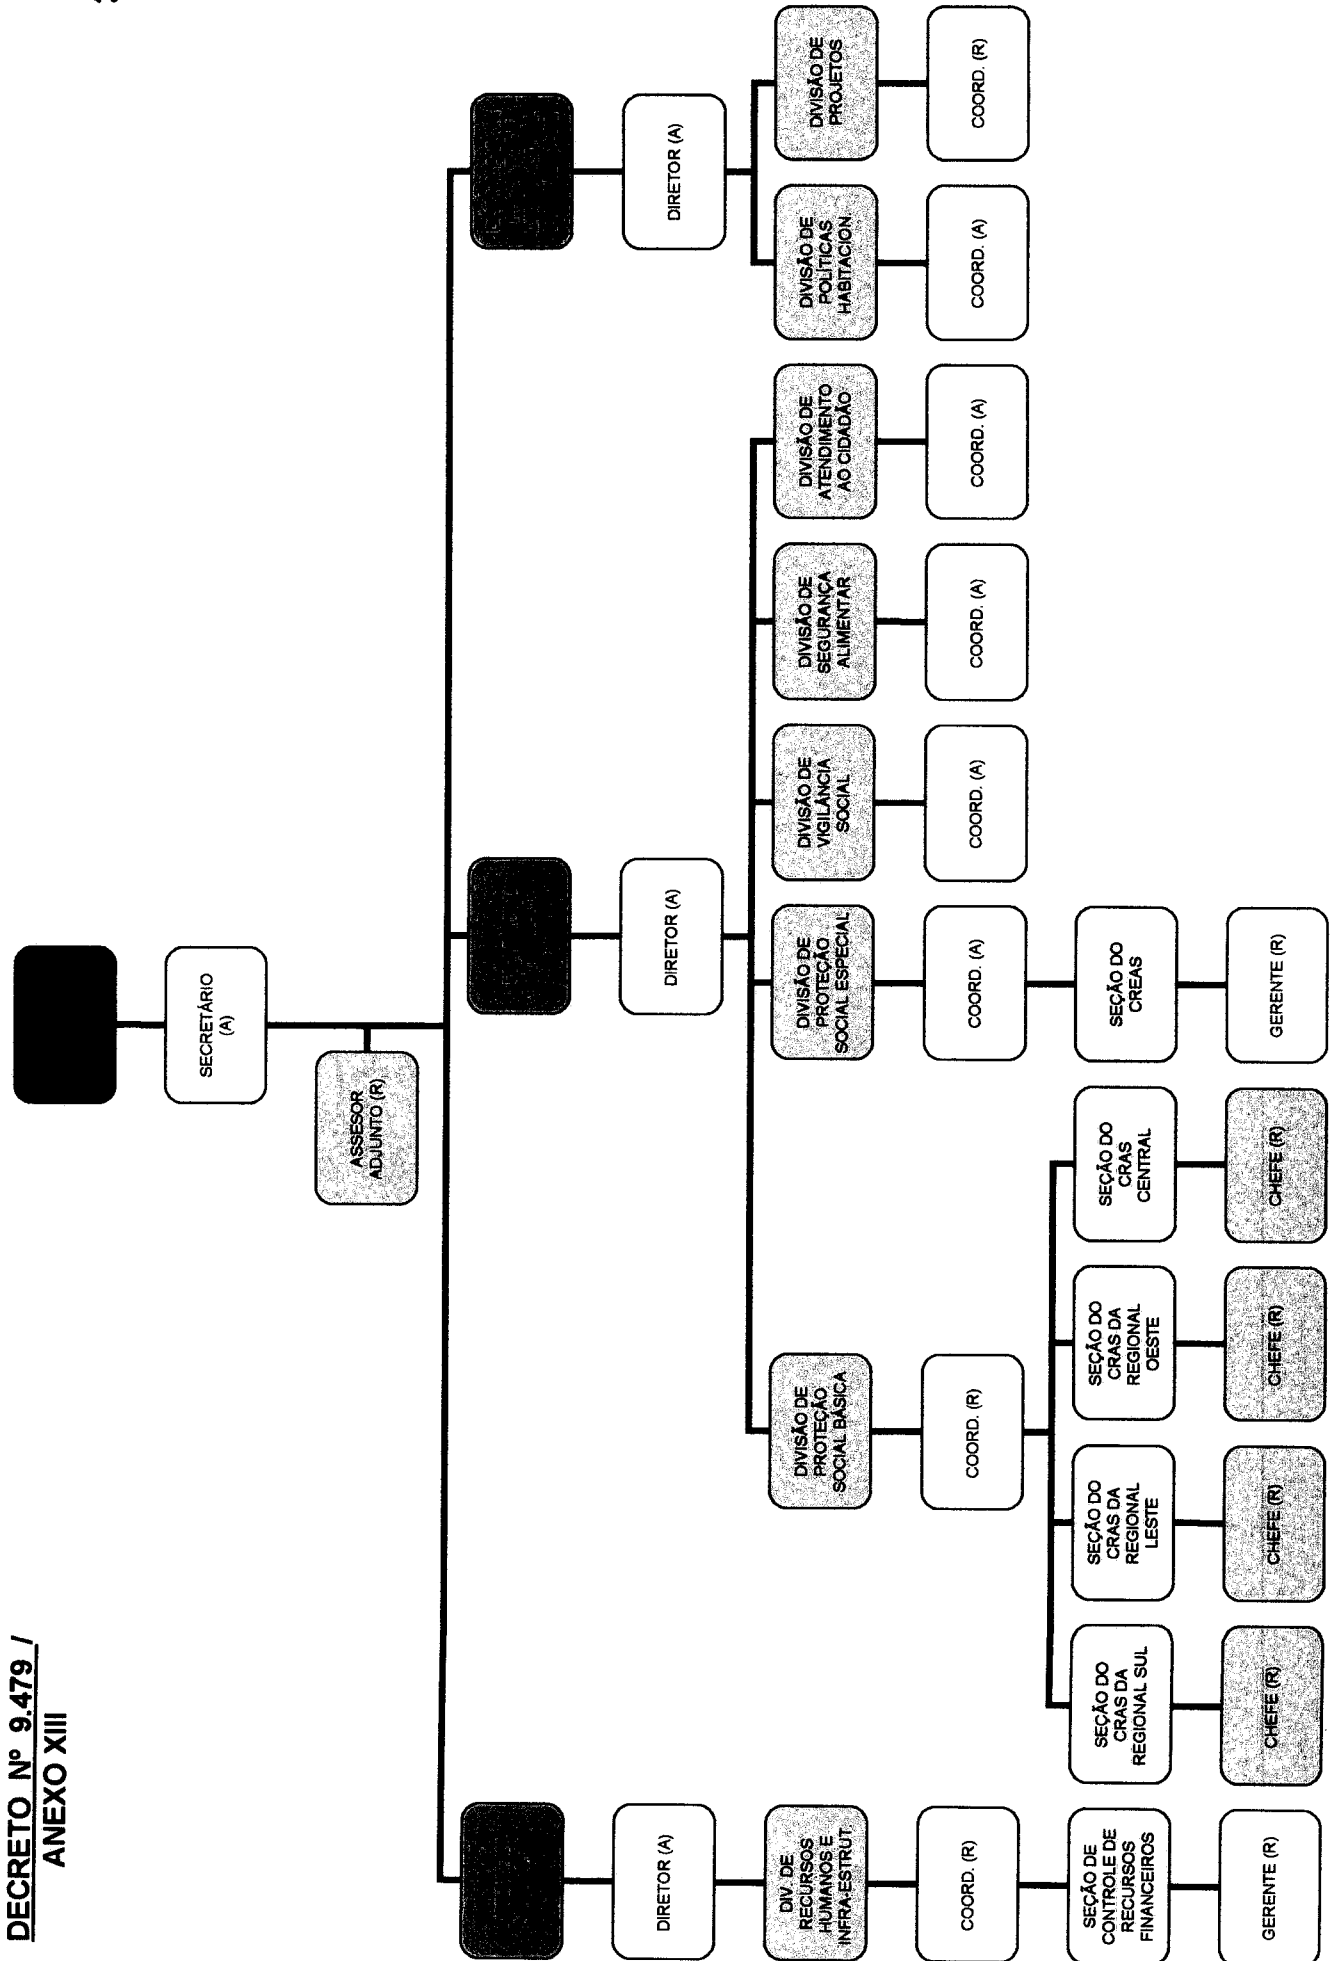 DECRETO Nº 9.479 /
ANEXO XIII
SECRETÁRIO
(A)
ASSESOR
ADJUNTO (R)
DIRETOR (A)
DIRETOR (A)
DIRETOR (A)
DIV. DE
RECURSOS
HUMANOS E
INFRA-ESTRUT.
DIVISÃO DE
PROTEÇÃO
SOCIAL BÁSICA
DIVISÃO DE
PROTEÇÃO
SOCIAL ESPECIAL
DIVISÃO DE
VIGILÂNCIA
SOCIAL
DIVISÃO DE
SEGURANÇA
ALIMENTAR
DIVISÃO DE
ATENDIMENTO
AO CIDADÃO
DIVISÃO DE
POLÍTICAS
HABITACION
DIVISÃO DE
PROJETOS
COORD. (R)
COORD. (R)
COORD. (A)
COORD. (A)
COORD. (A)
COORD. (A)
COORD. (A)
COORD. (R)
SEÇÃO DE
CONTROLE DE
RECURSOS
FINANCEIROS
SEÇÃO DO
CRAS DA
REGIONAL SUL
SEÇÃO DO
CRAS DA
REGIONAL
LESTE
SEÇÃO DO
CRAS DA
REGIONAL
OESTE
SEÇÃO DO
CRAS
CENTRAL
SEÇÃO DO
CREAS
GERENTE (R)
CHEFE (R)
CHEFE (R)
CHEFE (R)
CHEFE (R)
GERENTE (R)